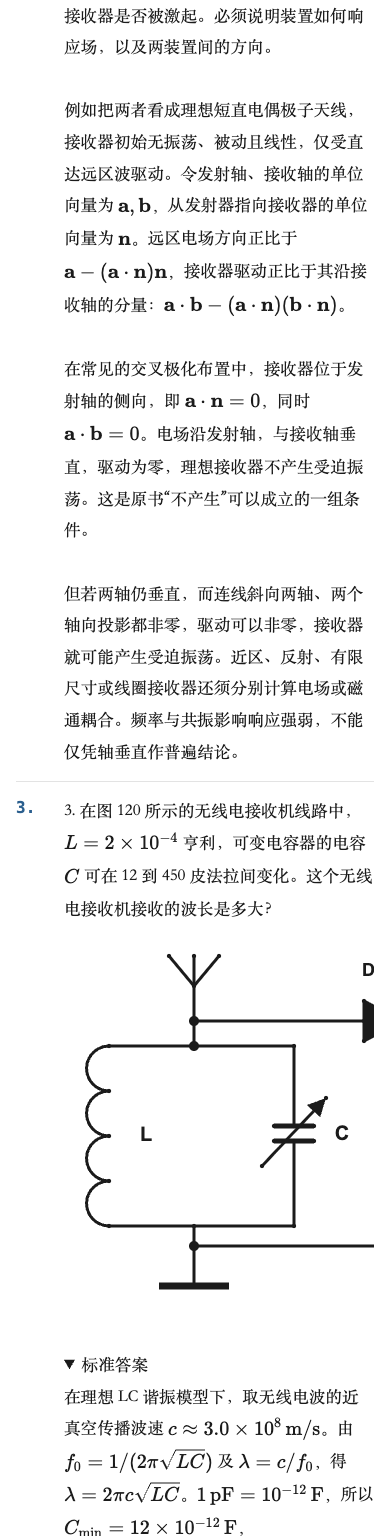 接收器是否被激起。必须说明装置如何响
应场，以及两装置间的方向。
例如把两者看成理想短直电偶极子天线，
接收器初始无振荡、被动且线性，仅受直
达远区波驱动。令发射轴、接收轴的单位
向量为 a, b，从发射器指向接收器的单位
向量为 n。远区电场方向正比于
a − (a · n)n，接收器驱动正比于其沿接
收轴的分量：a · b − (a · n)(b · n)。
在常见的交叉极化布置中，接收器位于发
射轴的侧向，即 a · n = 0，同时
a · b = 0。电场沿发射轴，与接收轴垂
直，驱动为零，理想接收器不产生受迫振
荡。这是原书“不产生”可以成立的一组条
件。
但若两轴仍垂直，而连线斜向两轴、两个
轴向投影都非零，驱动可以非零，接收器
就可能产生受迫振荡。近区、反射、有限
尺寸或线圈接收器还须分别计算电场或磁
通耦合。频率与共振影响响应强弱，不能
仅凭轴垂直作普遍结论。
3. 3. 在图 120 所示的无线电接收机线路中，
L = 2 × 10⁻⁴ 亨利，可变电容器的电容
C 可在 12 到 450 皮法拉间变化。这个无线
电接收机接收的波长是多大？
D
L
C
▼ 标准答案
在理想 LC 谐振模型下，取无线电波的近
真空传播波速 c ≈ 3.0 × 10⁸ m/s。由
f₀ = 1/(2π√LC) 及 λ = c/f₀，得
λ = 2πc√LC。1 pF = 10⁻¹² F，所以
C_min = 12 × 10⁻¹² F，